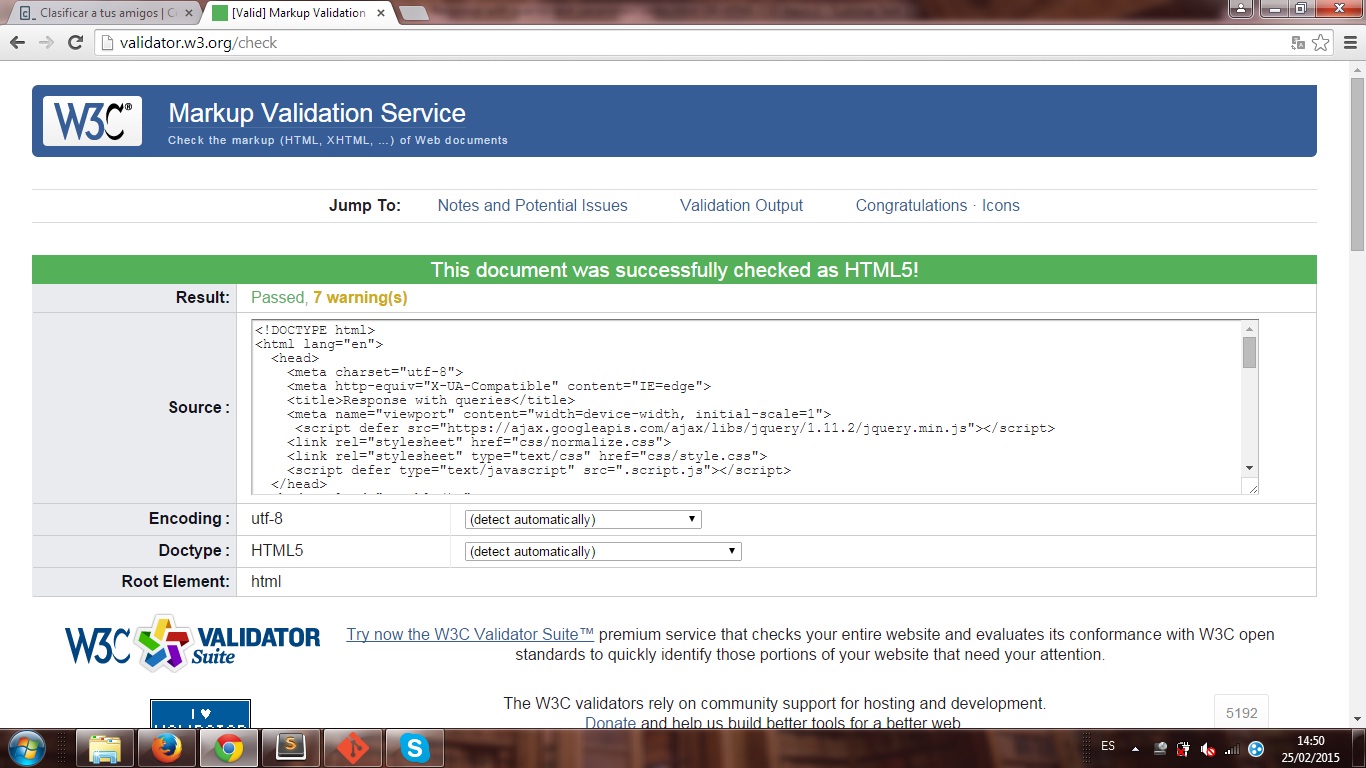 Clasificar a tus amigos | C
[Valid] Markup Validation
validator.w3.org/check
W3C®
Markup Validation Service
Check the markup (HTML, XHTML, …) of Web documents
Jump To: Notes and Potential Issues Validation Output Congratulations · Icons
This document was successfully checked as HTML5!
Result: Passed, 7 warning(s)
Source :
<!DOCTYPE html>
<html lang="en">
<head>
<meta charset="utf-8">
<meta http-equiv="X-UA-Compatible" content="IE=edge">
<title>Response with queries</title>
<meta name="viewport" content="width=device-width, initial-scale=1">
<script defer src="https://ajax.googleapis.com/ajax/libs/jquery/1.11.2/jquery.min.js"></script>
<link rel="stylesheet" href="css/normalize.css">
<link rel="stylesheet" type="text/css" href="css/style.css">
<script defer type="text/javascript" src=".script.js"></script>
</head>
Encoding : utf-8 (detect automatically)
Doctype : HTML5 (detect automatically)
Root Element: html
W3C VALIDATOR Suite
Try now the W3C Validator Suite™ premium service that checks your entire website and evaluates its conformance with W3C open
standards to quickly identify those portions of your website that need your attention.
I ♥
VALIDATOR
The W3C validators rely on community support for hosting and development.
Donate and help us build better tools for a better web.
5192
ES
14:50
25/02/2015